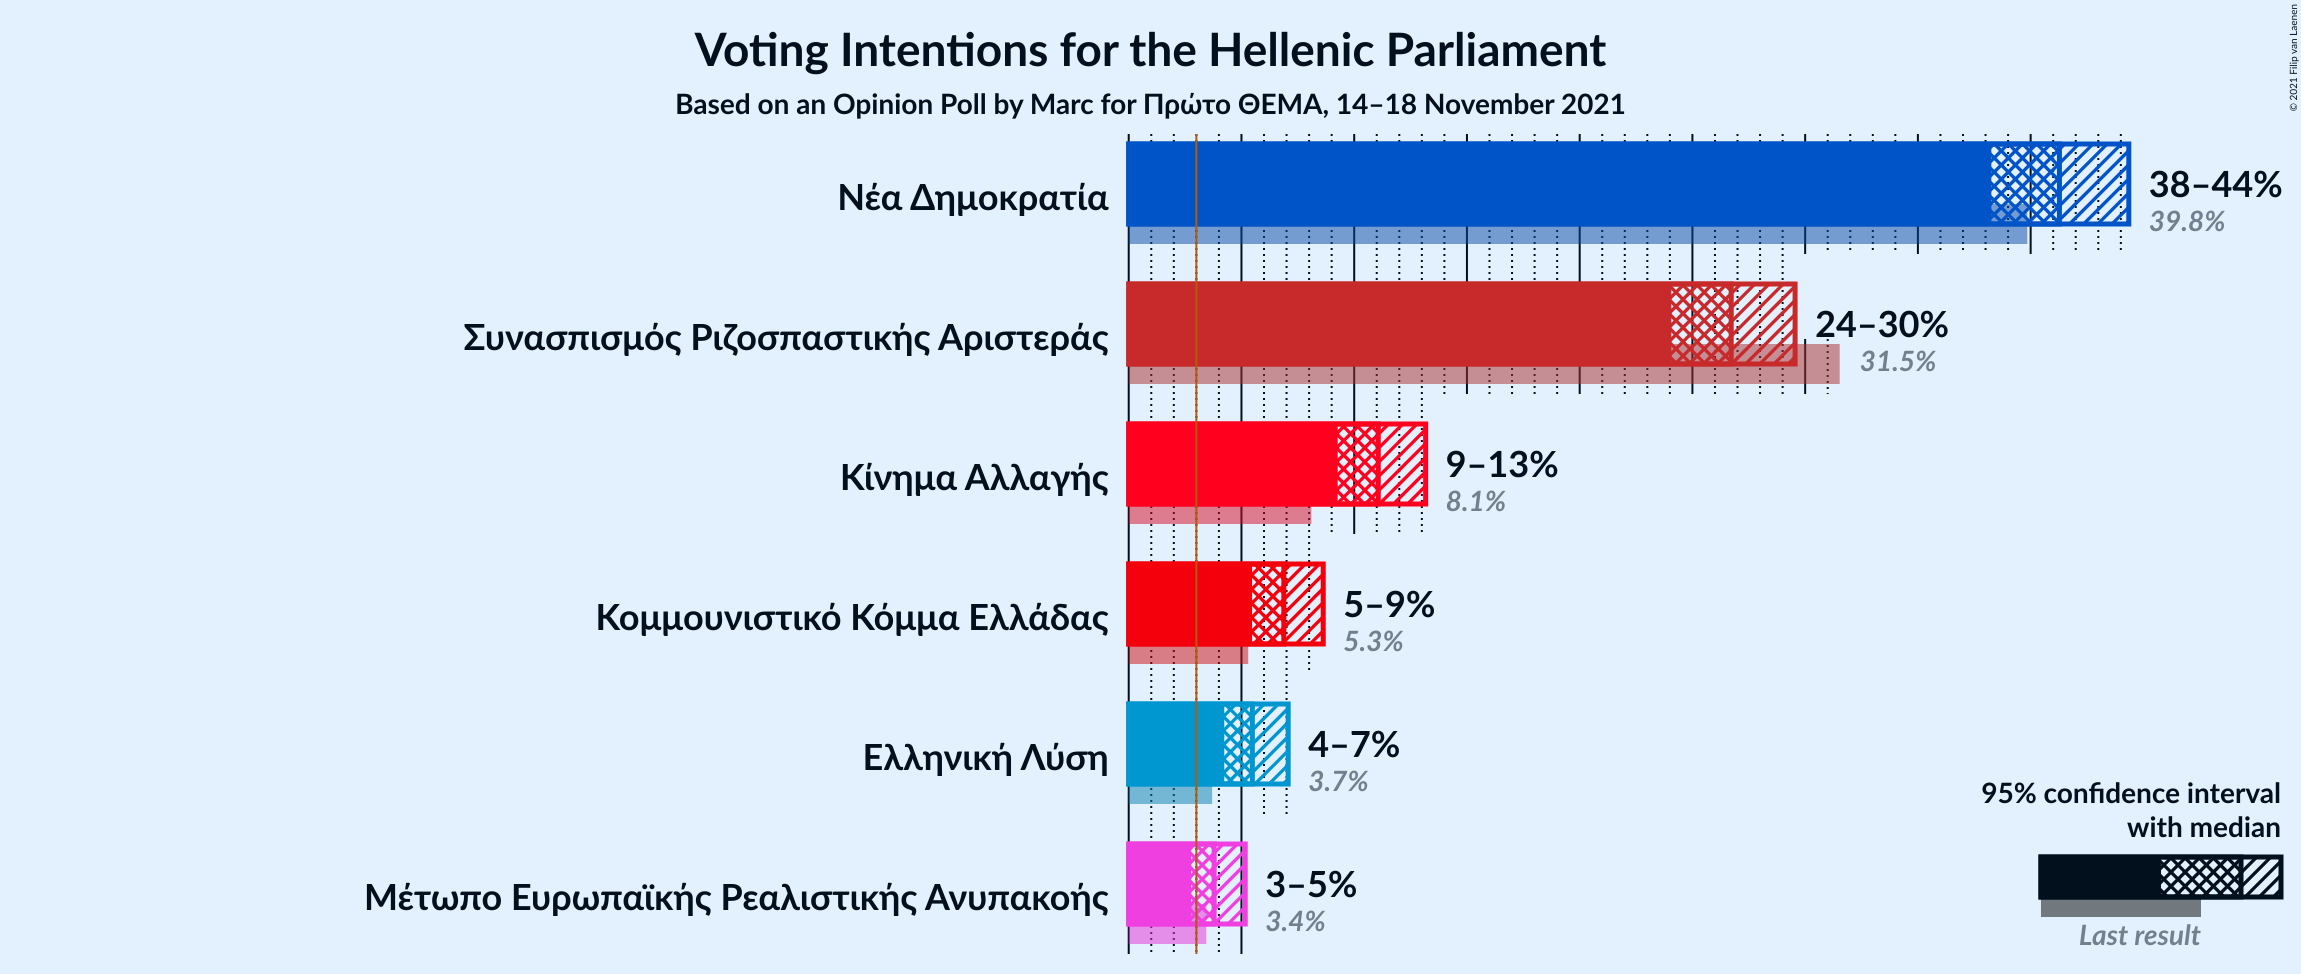 Voting Intentions for the Hellenic Parliament
Based on an Opinion Poll by Marc for Πρώτο ΘΕΜΑ, 14–18 November 2021
© 2021 Filip van Laenen
Νέα Δημοκρατία
38–44%
39.8%
Συνασπισμός Ριζοσπαστικής Αριστεράς
24–30%
31.5%
Κίνημα Αλλαγής
9–13%
8.1%
Κομμουνιστικό Κόμμα Ελλάδας
5–9%
5.3%
Ελληνική Λύση
4–7%
3.7%
Μέτωπο Ευρωπαϊκής Ρεαλιστικής Ανυπακοής
3–5%
3.4%
95% confidence interval
with median
Last result